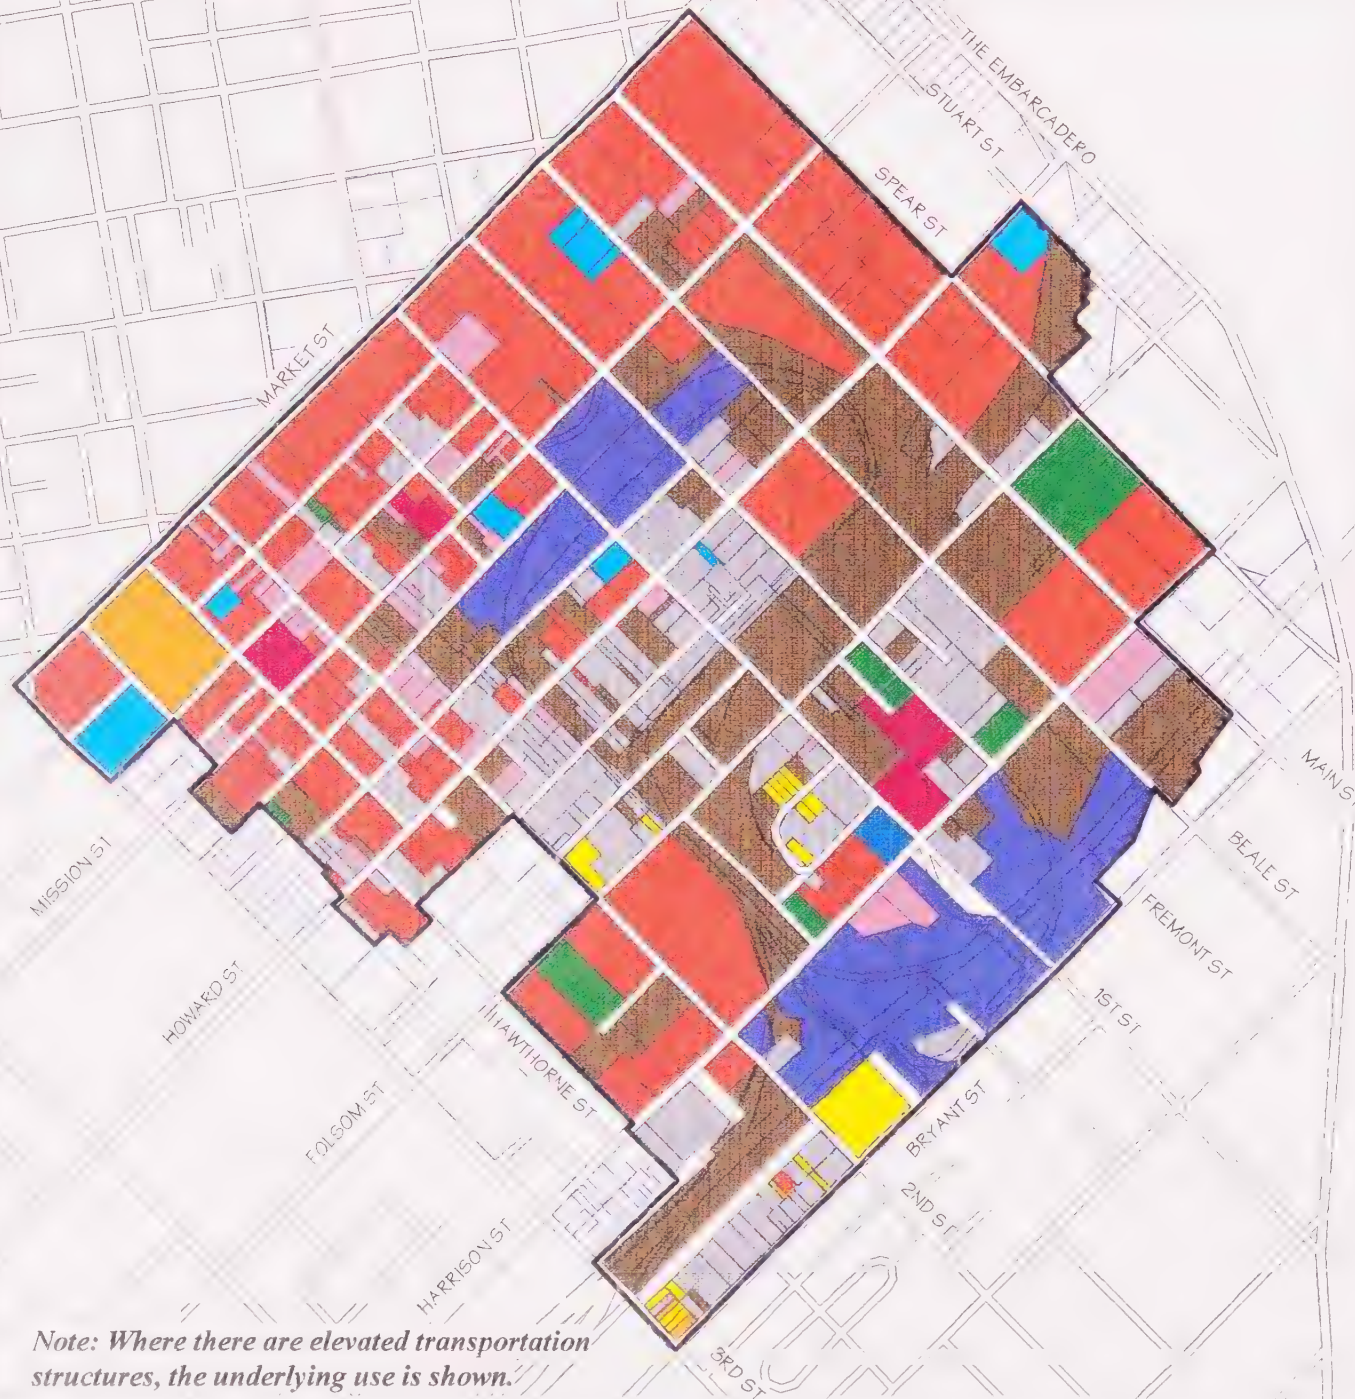 THE EMBARCADERO
STUART ST
SPEAR ST
MARKET ST
MAIN S
BEALE ST
FREMONT ST
1ST ST
MISSION ST
HOWARD ST
HAWTHORNE ST
FOLSOM ST
BRYANT ST
2ND ST
HARRISON ST
3RD ST
Note: Where there are elevated transportation
structures, the underlying use is shown.